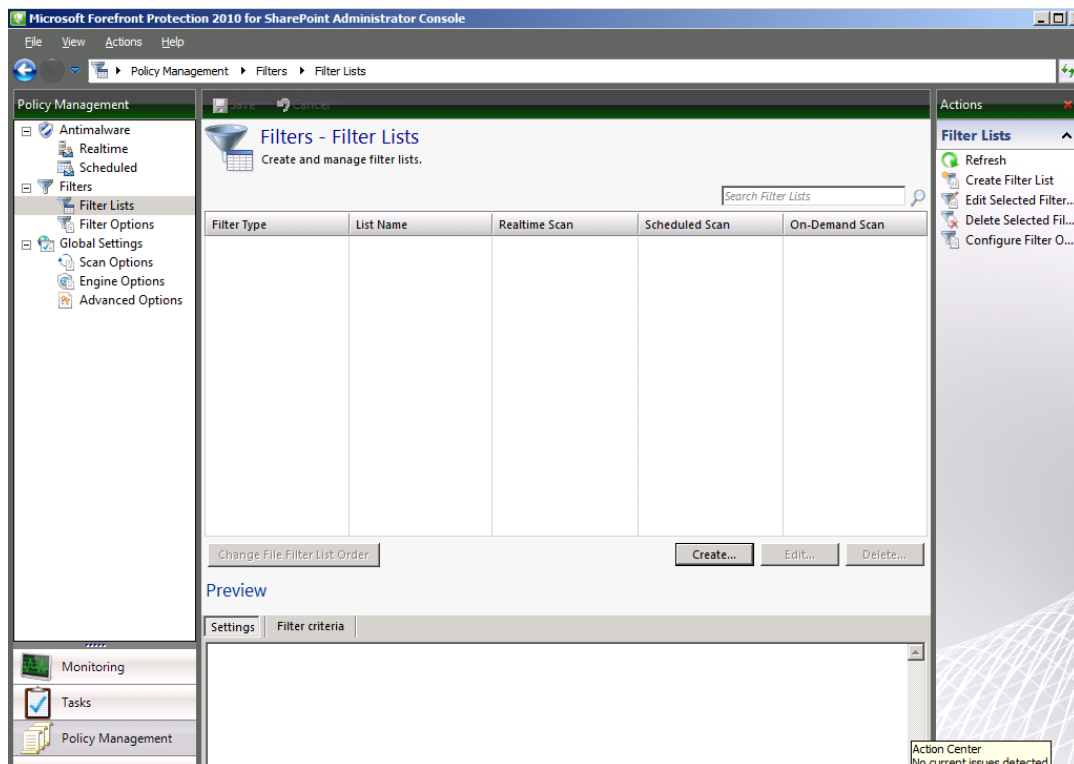 Microsoft Forefront Protection 2010 for SharePoint Administrator Console
File View Actions Help
Policy Management Filters Filter Lists
Policy Management
Antimalware
Realtime
Scheduled
Filters
Filter Lists
Filter Options
Global Settings
Scan Options
Engine Options
Advanced Options
Monitoring
Tasks
Policy Management
Save Cancel
Filters - Filter Lists
Create and manage filter lists.
Search Filter Lists
Filter Type List Name Realtime Scan Scheduled Scan On-Demand Scan
Change File Filter List Order Create... Edit... Delete...
Preview
Settings Filter criteria
Actions
Filter Lists
Refresh
Create Filter List
Edit Selected Filter...
Delete Selected Fil...
Configure Filter O...
Action Center
No current issues detected